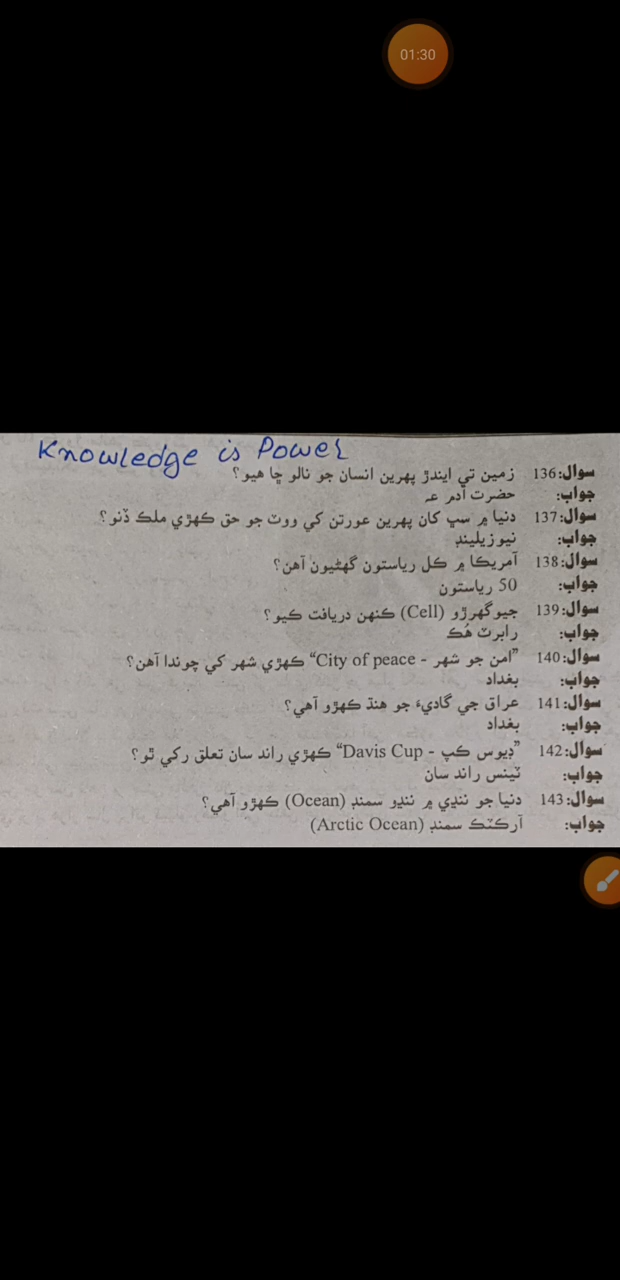 01:30
Knowledge is Power
سوال:136 زمين تي ايندڙ پهرين انسان جو نالو ڇا هيو؟
جواب: حضرت آدم عه
سوال:137 دنيا ۾ سڀ کان پهرين عورتن کي ووٽ جو حق ڪهڙي ملڪ ڏنو؟
جواب: نيوزيلينڊ
سوال:138 آمريڪا ۾ ڪل رياستون گهڻيون آهن؟
جواب: 50 رياستون
سوال:139 جيوگهرڙو (Cell) ڪنهن دريافت ڪيو؟
جواب: رابرٽ هُڪ
سوال:140 ”امن جو شهر - City of peace“ ڪهڙي شهر کي چوندا آهن؟
جواب: بغداد
سوال:141 عراق جي گاديءَ جو هنڌ ڪهڙو آهي؟
جواب: بغداد
سوال:142 ”ڊيوس ڪپ - Davis Cup“ ڪهڙي راند سان تعلق رکي ٿو؟
جواب: ٽينس راند سان
سوال:143 دنيا جو ننڍي ۾ ننڍو سمنڊ (Ocean) ڪهڙو آهي؟
جواب: آرڪٽڪ سمنڊ (Arctic Ocean)